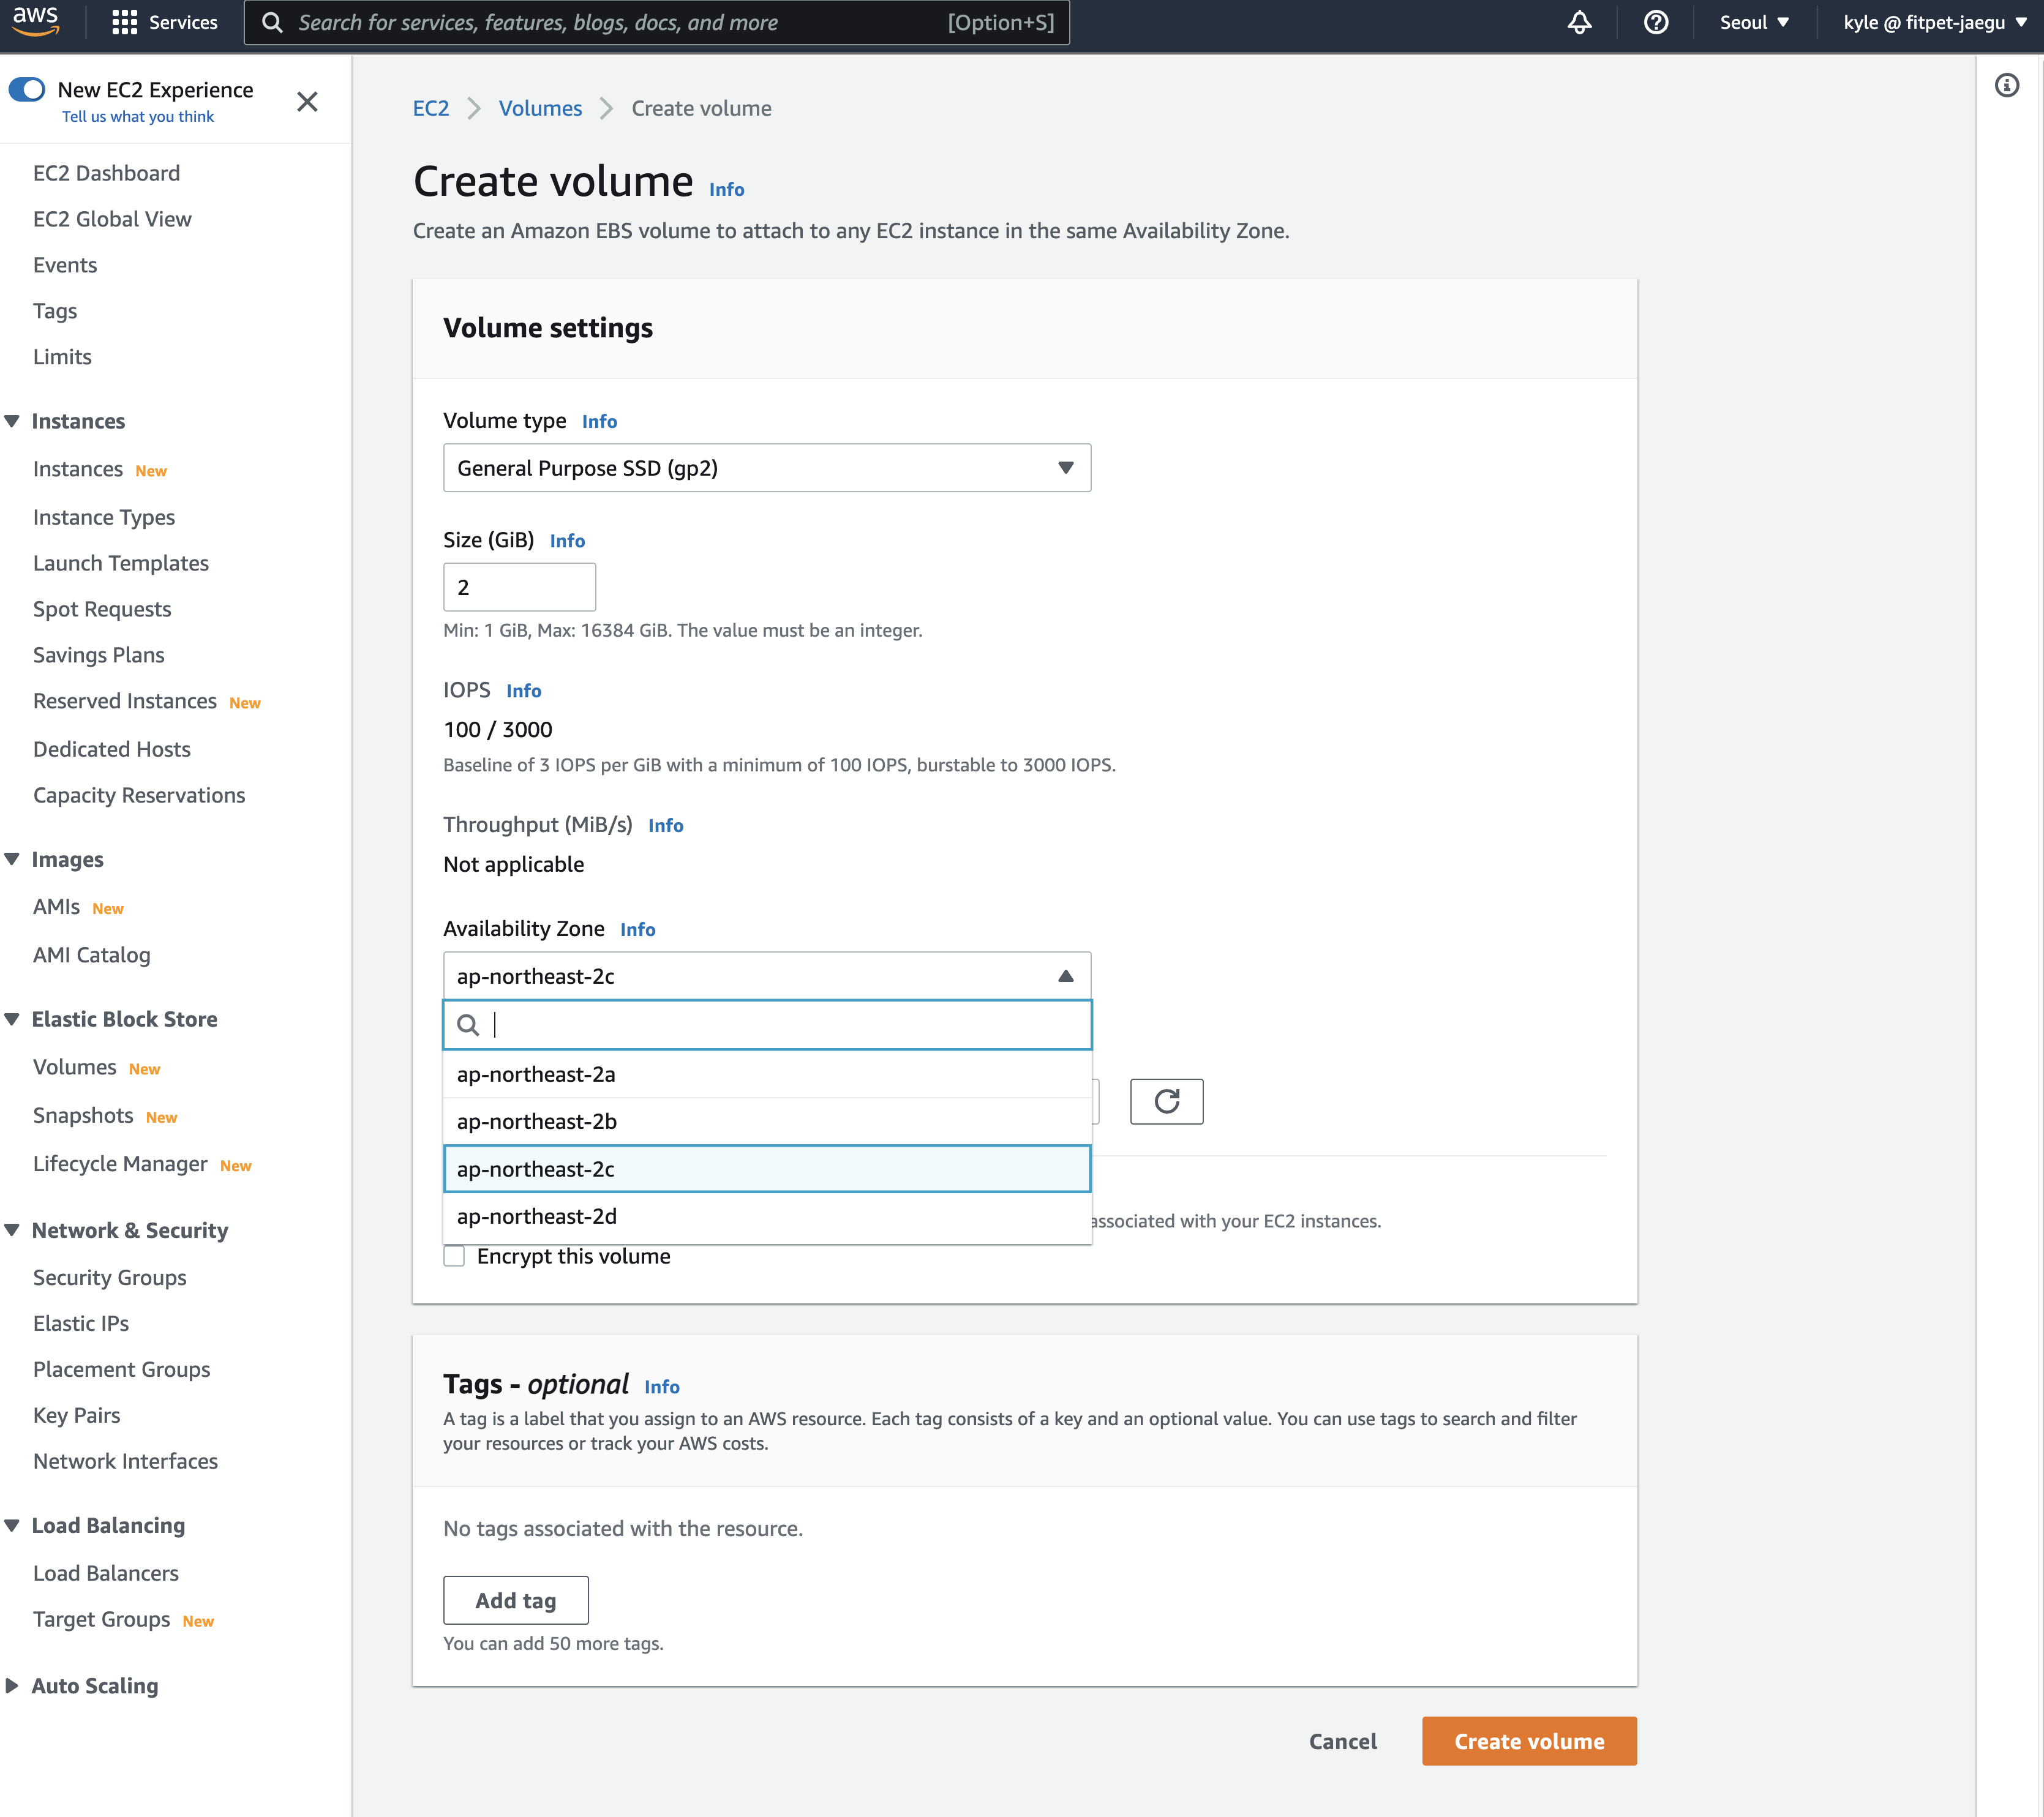 aws
Services
Search for services, features, blogs, docs, and more
[Option+S]
Seoul
kyle @ fitpet-jaegu
New EC2 Experience
Tell us what you think
EC2 Dashboard
EC2 Global View
Events
Tags
Limits
Instances
Instances New
Instance Types
Launch Templates
Spot Requests
Savings Plans
Reserved Instances New
Dedicated Hosts
Capacity Reservations
Images
AMIs New
AMI Catalog
Elastic Block Store
Volumes New
Snapshots New
Lifecycle Manager New
Network & Security
Security Groups
Elastic IPs
Placement Groups
Key Pairs
Network Interfaces
Load Balancing
Load Balancers
Target Groups New
Auto Scaling
EC2 > Volumes > Create volume
Create volume Info
Create an Amazon EBS volume to attach to any EC2 instance in the same Availability Zone.
Volume settings
Volume type Info
General Purpose SSD (gp2)
Size (GiB) Info
2
Min: 1 GiB, Max: 16384 GiB. The value must be an integer.
IOPS Info
100 / 3000
Baseline of 3 IOPS per GiB with a minimum of 100 IOPS, burstable to 3000 IOPS.
Throughput (MiB/s) Info
Not applicable
Availability Zone Info
ap-northeast-2c
ap-northeast-2a
ap-northeast-2b
ap-northeast-2c
ap-northeast-2d
associated with your EC2 instances.
Encrypt this volume
Tags - optional Info
A tag is a label that you assign to an AWS resource. Each tag consists of a key and an optional value. You can use tags to search and filter
your resources or track your AWS costs.
No tags associated with the resource.
Add tag
You can add 50 more tags.
Cancel
Create volume